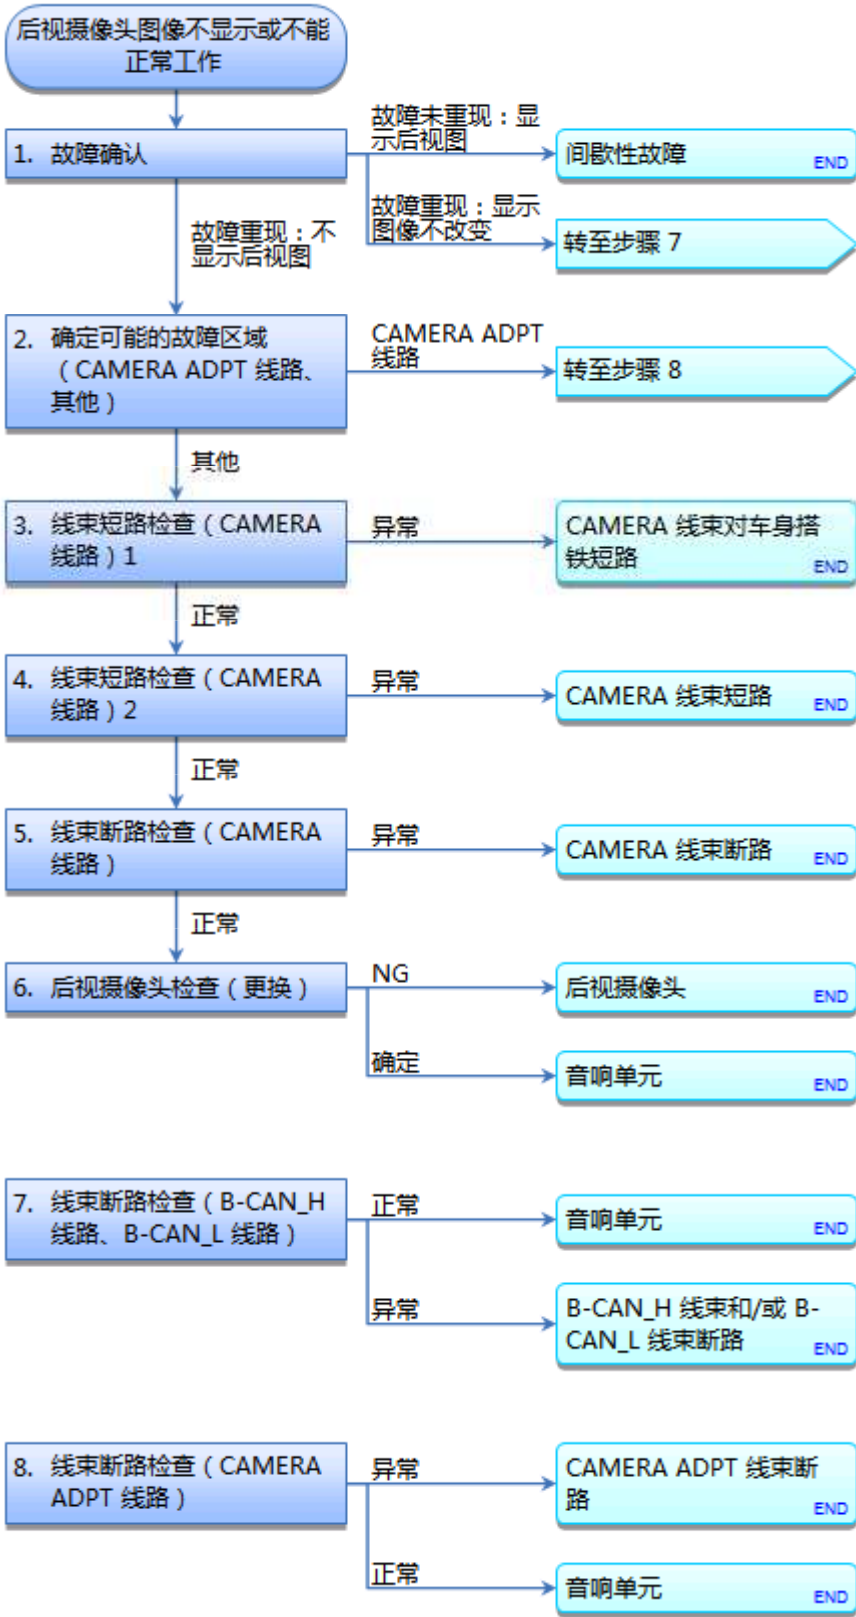 后视摄像头图像不显示或不能
正常工作
故障未重现：显
示后视图
1. 故障确认
间歇性故障
END
故障重现：显示
图像不改变
转至步骤 7
故障重现：不
显示后视图
2. 确定可能的故障区域
（CAMERA ADPT 线路、
其他）
CAMERA ADPT
线路
转至步骤 8
其他
3. 线束短路检查（CAMERA
线路）1
异常
CAMERA 线束对车身搭
铁短路
END
正常
4. 线束短路检查（CAMERA
线路）2
异常
CAMERA 线束短路
END
正常
5. 线束断路检查（CAMERA
线路）
异常
CAMERA 线束断路
END
正常
6. 后视摄像头检查（更换）
NG
后视摄像头
END
确定
音响单元
END
7. 线束断路检查（B-CAN_H
线路、B-CAN_L 线路）
正常
音响单元
END
异常
B-CAN_H 线束和/或 B-
CAN_L 线束断路
END
8. 线束断路检查（CAMERA
ADPT 线路）
异常
CAMERA ADPT 线束断
路
END
正常
音响单元
END